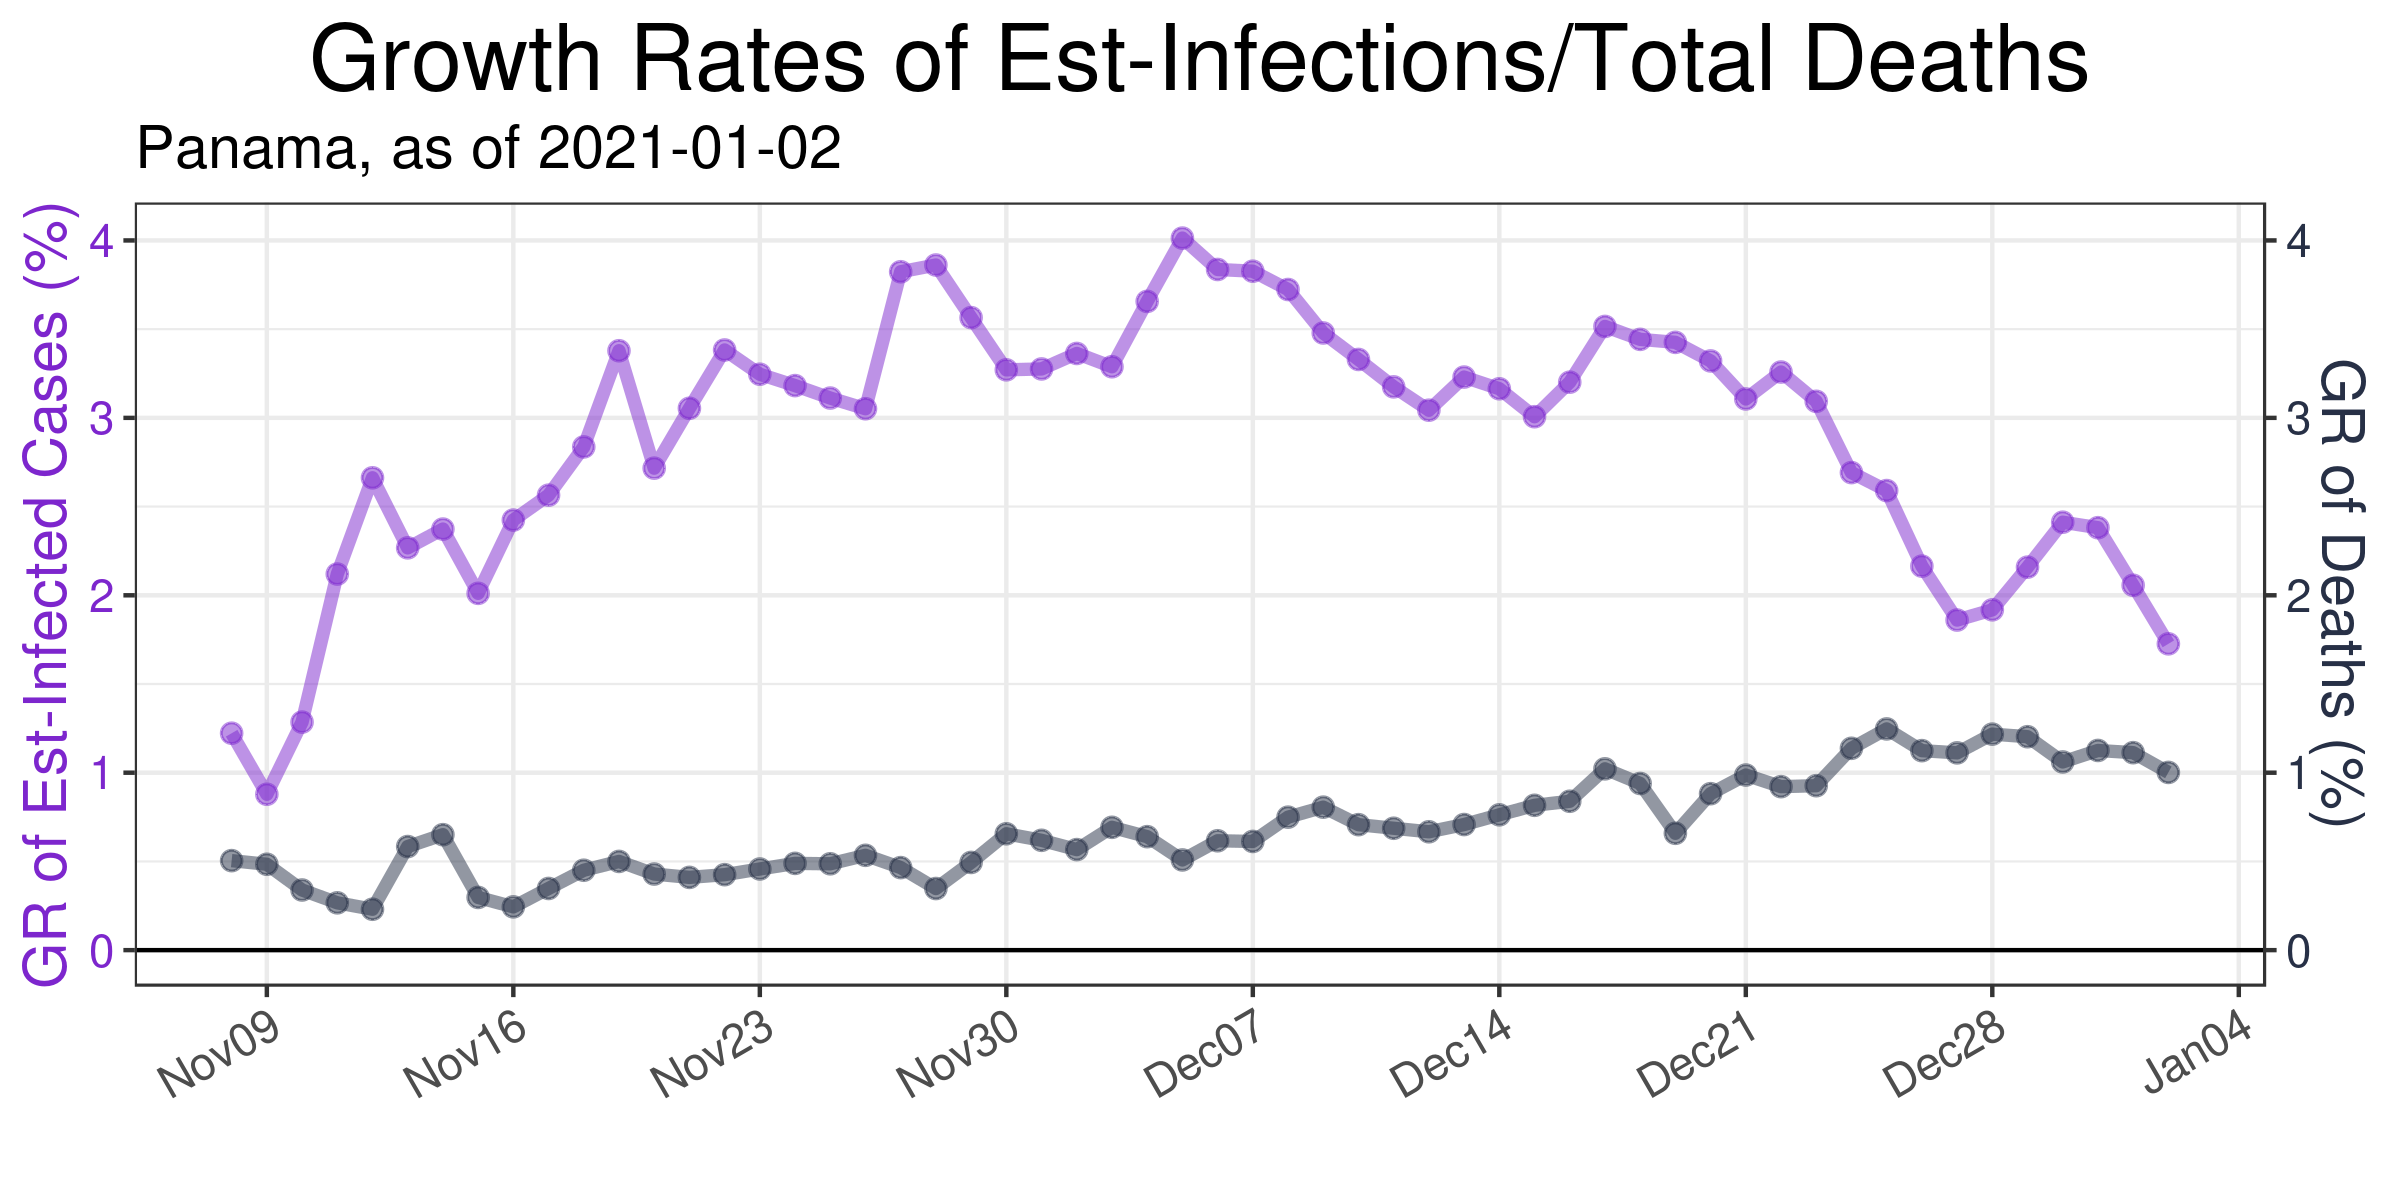 Growth Rates of Est-Infections/Total Deaths
Panama, as of 2021-01-02
GR of Est-Infected Cases (%)
4
3
2
1
0
4
3
2
1
0
GR of Deaths (%)
Nov09
Nov16
Nov23
Nov30
Dec07
Dec14
Dec21
Dec28
Jan04